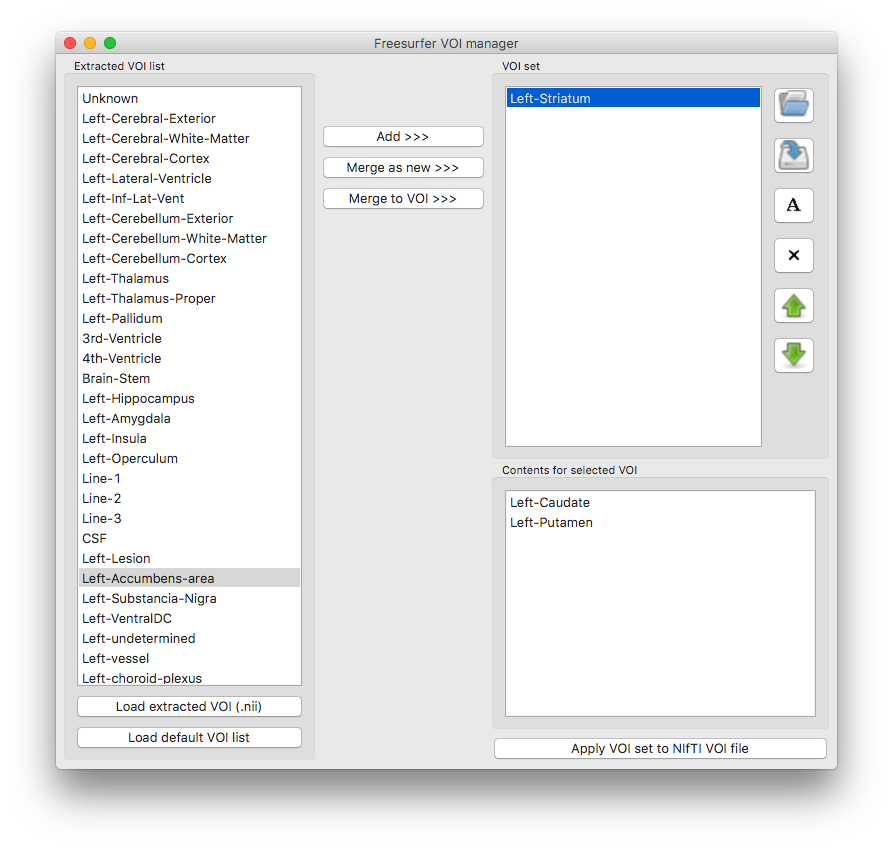 Freesurfer VOI manager
Extracted VOI list
Unknown
Left-Cerebral-Exterior
Left-Cerebral-White-Matter
Left-Cerebral-Cortex
Left-Lateral-Ventricle
Left-Inf-Lat-Vent
Left-Cerebellum-Exterior
Left-Cerebellum-White-Matter
Left-Cerebellum-Cortex
Left-Thalamus
Left-Thalamus-Proper
Left-Pallidum
3rd-Ventricle
4th-Ventricle
Brain-Stem
Left-Hippocampus
Left-Amygdala
Left-Insula
Left-Operculum
Line-1
Line-2
Line-3
CSF
Left-Lesion
Left-Accumbens-area
Left-Substancia-Nigra
Left-VentralDC
Left-undetermined
Left-vessel
Left-choroid-plexus
Load extracted VOI (.nii)
Load default VOI list
Add >>>
Merge as new >>>
Merge to VOI >>>
VOI set
Left-Striatum
A
Contents for selected VOI
Left-Caudate
Left-Putamen
Apply VOI set to NIfTI VOI file